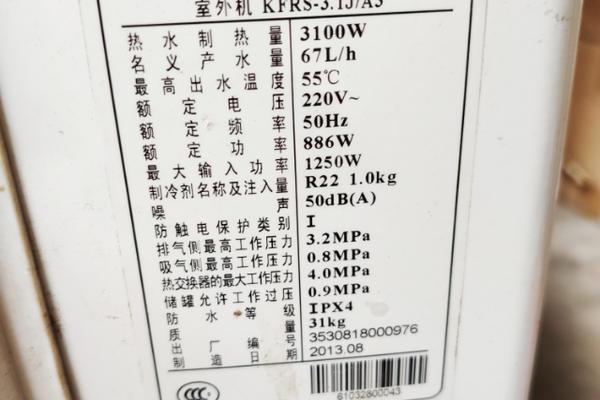 室外机 KFRS-3.1J/A3
热水制热量 3100W
名义产水量 67L/h
最高出水温度 55℃
额定电压 220V~
额定频率 50Hz
额定功率 886W
最大输入功率 1250W
制冷剂名称及注入量 R22 1.0kg
噪声 50dB(A)
防触电保护类别 I
排气侧最高工作压力 3.2MPa
吸气侧最高工作压力 0.8MPa
热交换器的最大工作压力 4.0MPa
储罐允许工作过压 0.9MPa
防水等级 IPX4
质量 31kg
出厂编号 3530818000976
制造日期 2013.08
CCC
61032800043